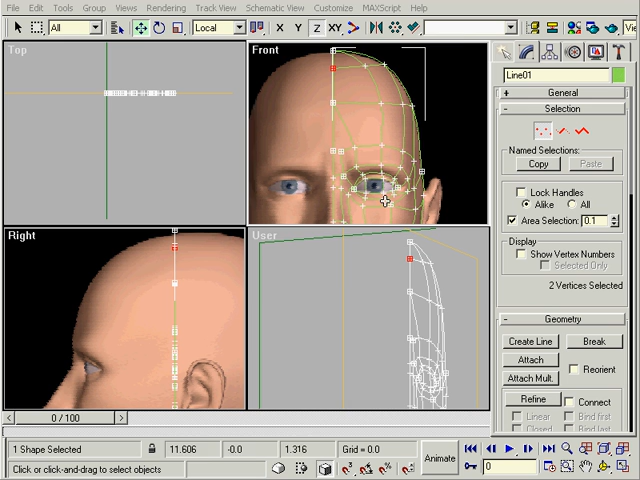 File Edit Tools Group Views Rendering Track View Schematic View Customize MAXScript Help
All Local X Y Z XY
Top
Front
Right
User
Line01
+ General
- Selection
Named Selections:
Copy Paste
Lock Handles
Alike All
Area Selection: 0.1
Display
Show Vertex Numbers
Selected Only
2 Vertices Selected
- Geometry
Create Line Break
Attach
Reorient
Attach Mult.
Refine Connect
Linear Bind first
Closed Bind last
< 0 / 100 >
1 Shape Selected 11.606 -0.0 1.316 Grid = 0.0
Animate
Click or click-and-drag to select objects
0